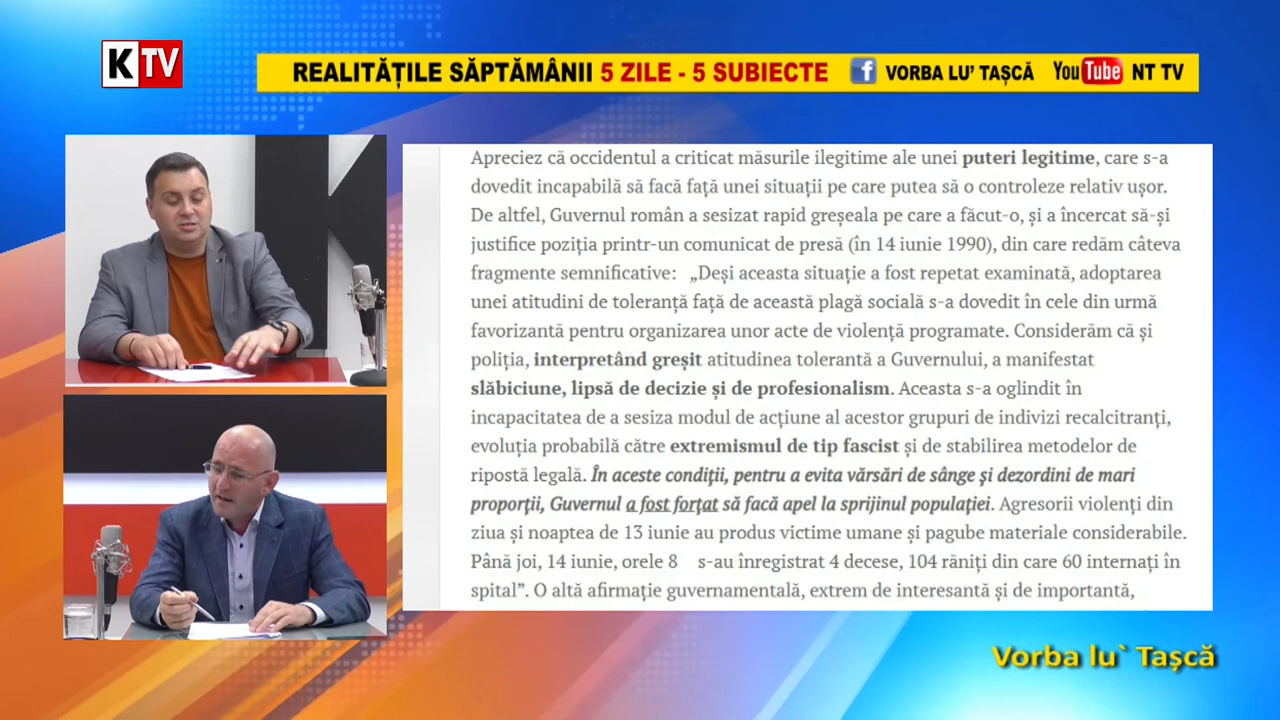 K TV
REALITĂȚILE SĂPTĂMÂNII 5 ZILE - 5 SUBIECTE f VORBA LU' TAȘCĂ YouTube NT TV
Apreciez că occidentul a criticat măsurile ilegitime ale unei puteri legitime, care s-a
dovedit incapabilă să facă față unei situații pe care putea să o controleze relativ ușor.
De altfel, Guvernul român a sesizat rapid greșeala pe care a făcut-o, și a încercat să-și
justifice poziția printr-un comunicat de presă (în 14 iunie 1990), din care redăm câteva
fragmente semnificative: „Deși aceasta situație a fost repetat examinată, adoptarea
unei atitudini de toleranță față de această plagă socială s-a dovedit în cele din urmă
favorizantă pentru organizarea unor acte de violență programate. Considerăm că și
poliția, interpretând greșit atitudinea tolerantă a Guvernului, a manifestat
slăbiciune, lipsă de decizie și de profesionalism. Aceasta s-a oglindit în
incapacitatea de a sesiza modul de acțiune al acestor grupuri de indivizi recalcitranți,
evoluția probabilă către extremismul de tip fascist și de stabilirea metodelor de
ripostă legală. În aceste condiţii, pentru a evita vărsări de sânge şi dezordini de mari
proporţii, Guvernul a fost forţat să facă apel la sprijinul populaţiei. Agresorii violenți din
ziua și noaptea de 13 iunie au produs victime umane și pagube materiale considerabile.
Până joi, 14 iunie, orele 8 s-au înregistrat 4 decese, 104 răniți din care 60 internați în
spital”. O altă afirmație guvernamentală, extrem de interesantă și de importantă,
Vorba lu` Tașcă